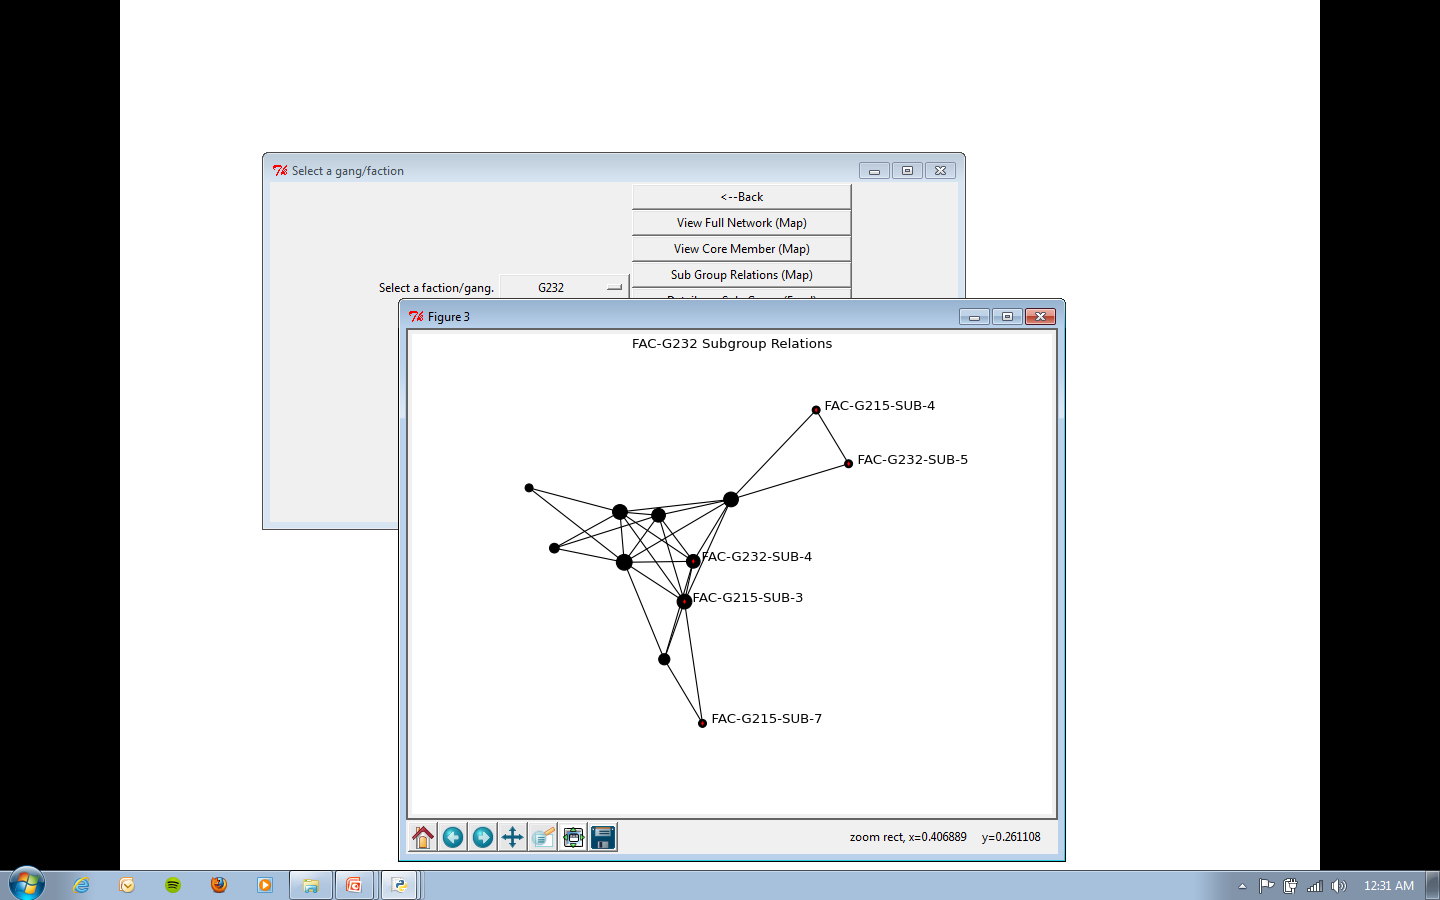 Select a gang/faction
<--Back
View Full Network (Map)
View Core Member (Map)
Sub Group Relations (Map)
Select a faction/gang.
G232
Figure 3
FAC-G232 Subgroup Relations
FAC-G215-SUB-4
FAC-G232-SUB-5
FAC-G232-SUB-4
FAC-G215-SUB-3
FAC-G215-SUB-7
zoom rect, x=0.406889 y=0.261108
12:31 AM